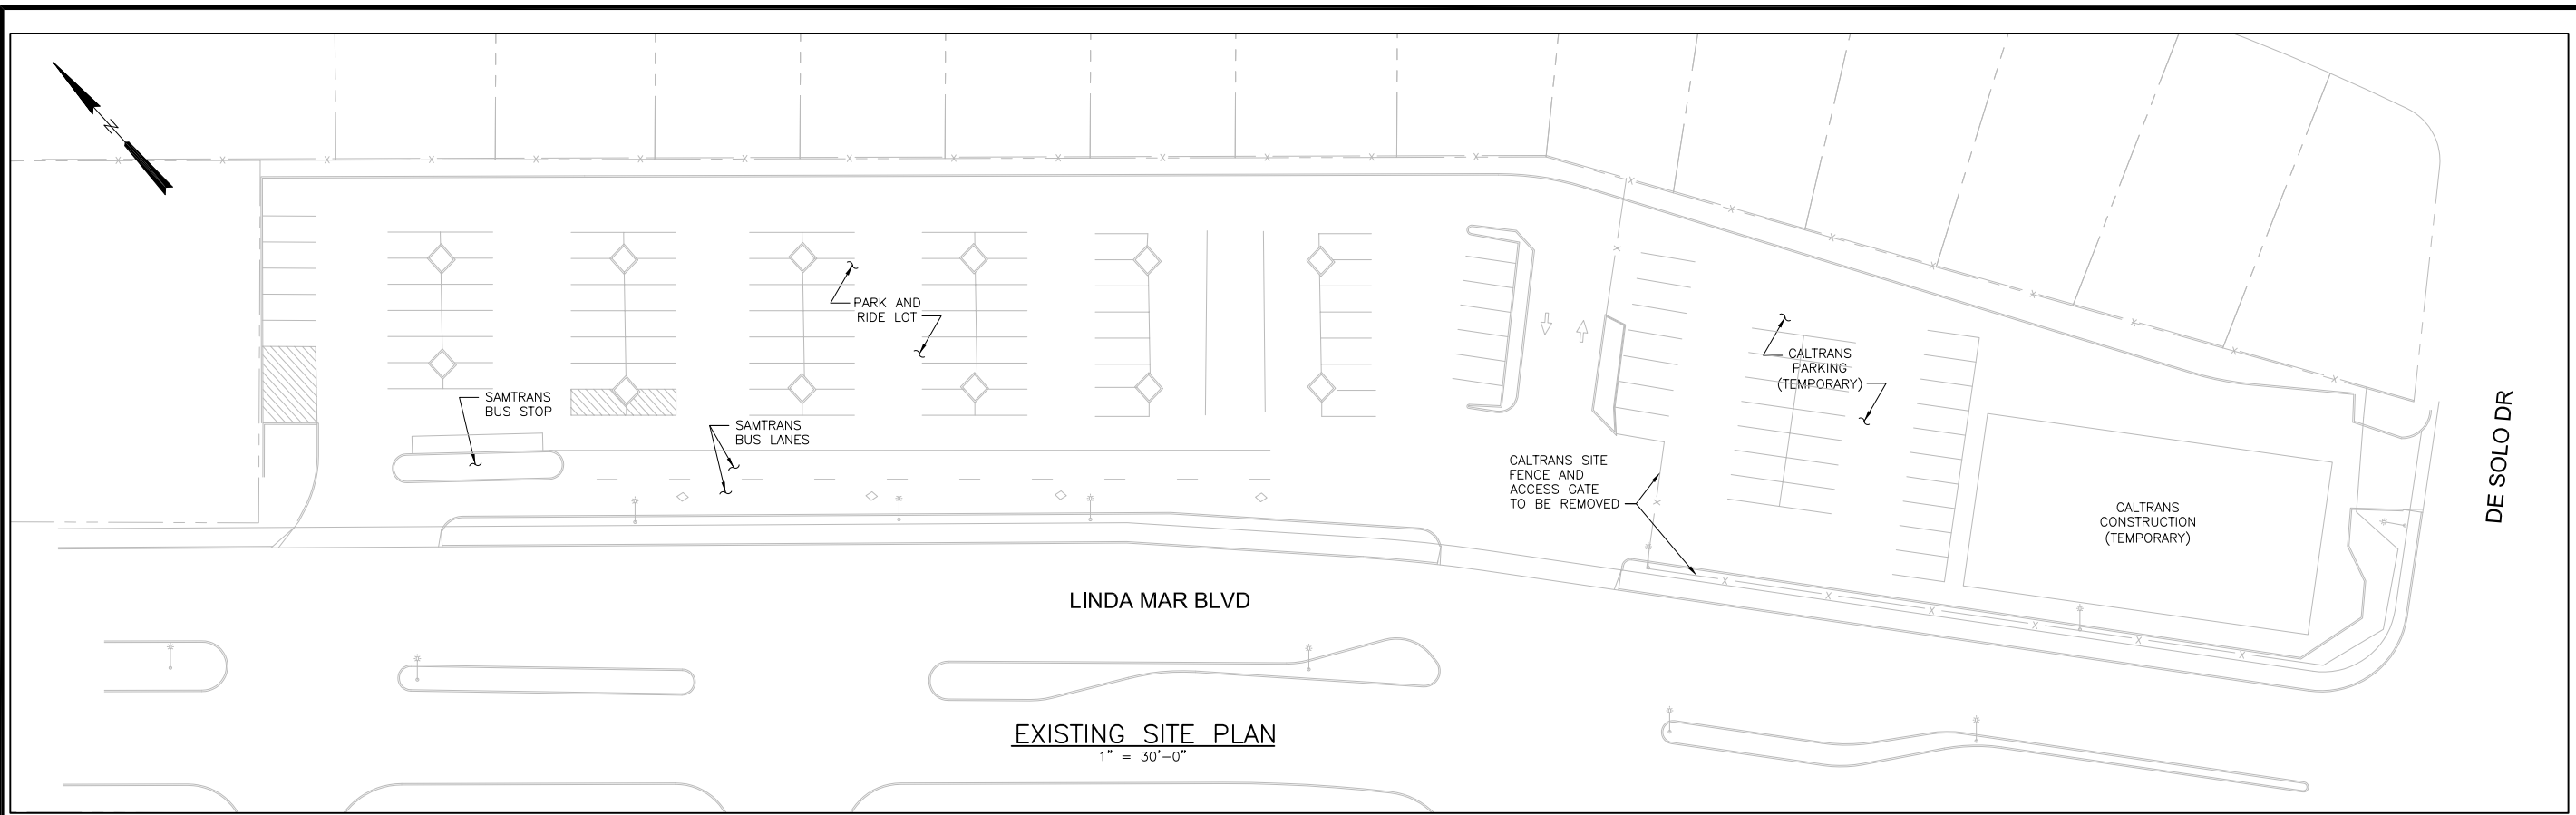 N
PARK AND
RIDE LOT
SAMTRANS
BUS STOP
SAMTRANS
BUS LANES
CALTRANS
PARKING
(TEMPORARY)
CALTRANS SITE
FENCE AND
ACCESS GATE
TO BE REMOVED
CALTRANS
CONSTRUCTION
(TEMPORARY)
DE SOLO DR
LINDA MAR BLVD
EXISTING SITE PLAN
1" = 30'-0"